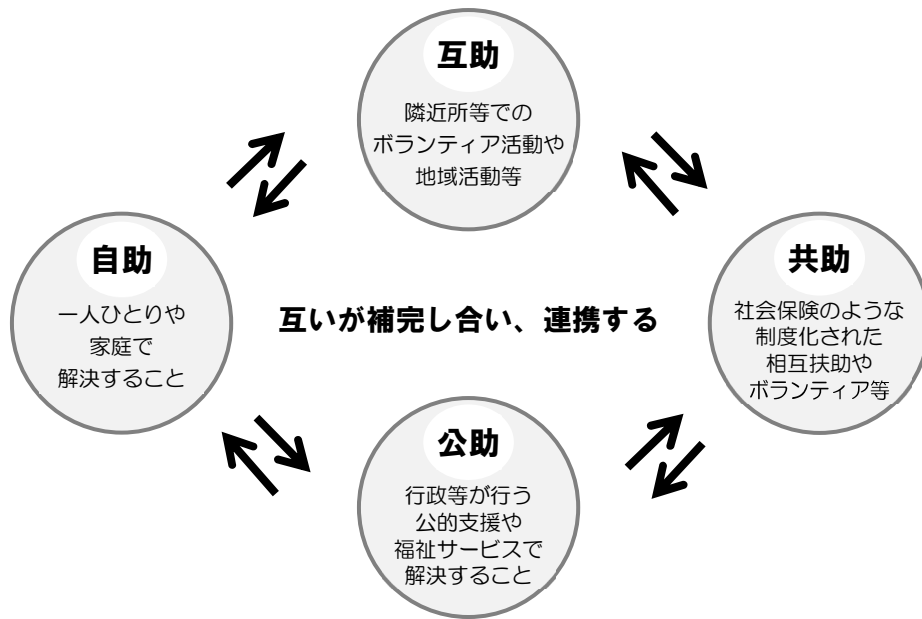 互助
隣近所等での
ボランティア活動や
地域活動等
自助
一人ひとりや
家庭で
解決すること
互いが補完し合い、連携する
共助
社会保険のような
制度化された
相互扶助や
ボランティア等
公助
行政等が行う
公的支援や
福祉サービスで
解決すること